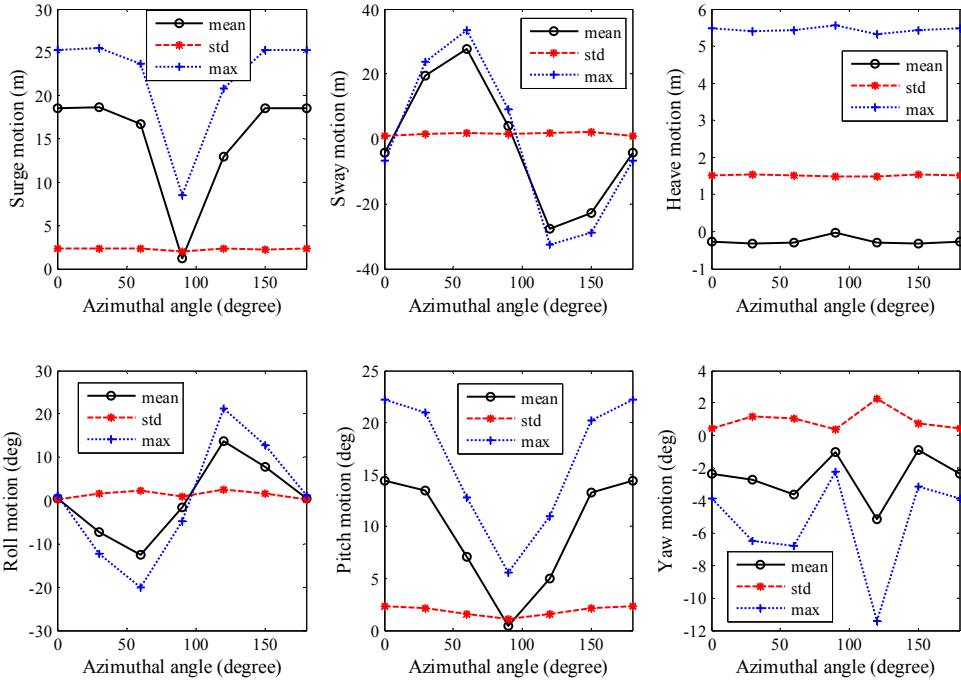 Surge motion (m)
30
25
20
15
10
5
0
0
50
100
150
Azimuthal angle (degree)
mean
std
max
Sway motion (m)
40
20
0
-20
-40
0
50
100
150
Azimuthal angle (degree)
mean
std
max
Heave motion (m)
6
5
4
3
2
1
0
-1
0
50
100
150
Azimuthal angle (degree)
mean
std
max
Roll motion (deg)
30
20
10
0
-10
-20
-30
0
50
100
150
Azimuthal angle (degree)
mean
std
max
Pitch motion (deg)
25
20
15
10
5
0
0
50
100
150
Azimuthal angle (degree)
mean
std
max
Yaw motion (deg)
4
2
0
-2
-4
-6
-8
-10
-12
0
50
100
150
Azimuthal angle (degree)
mean
std
max